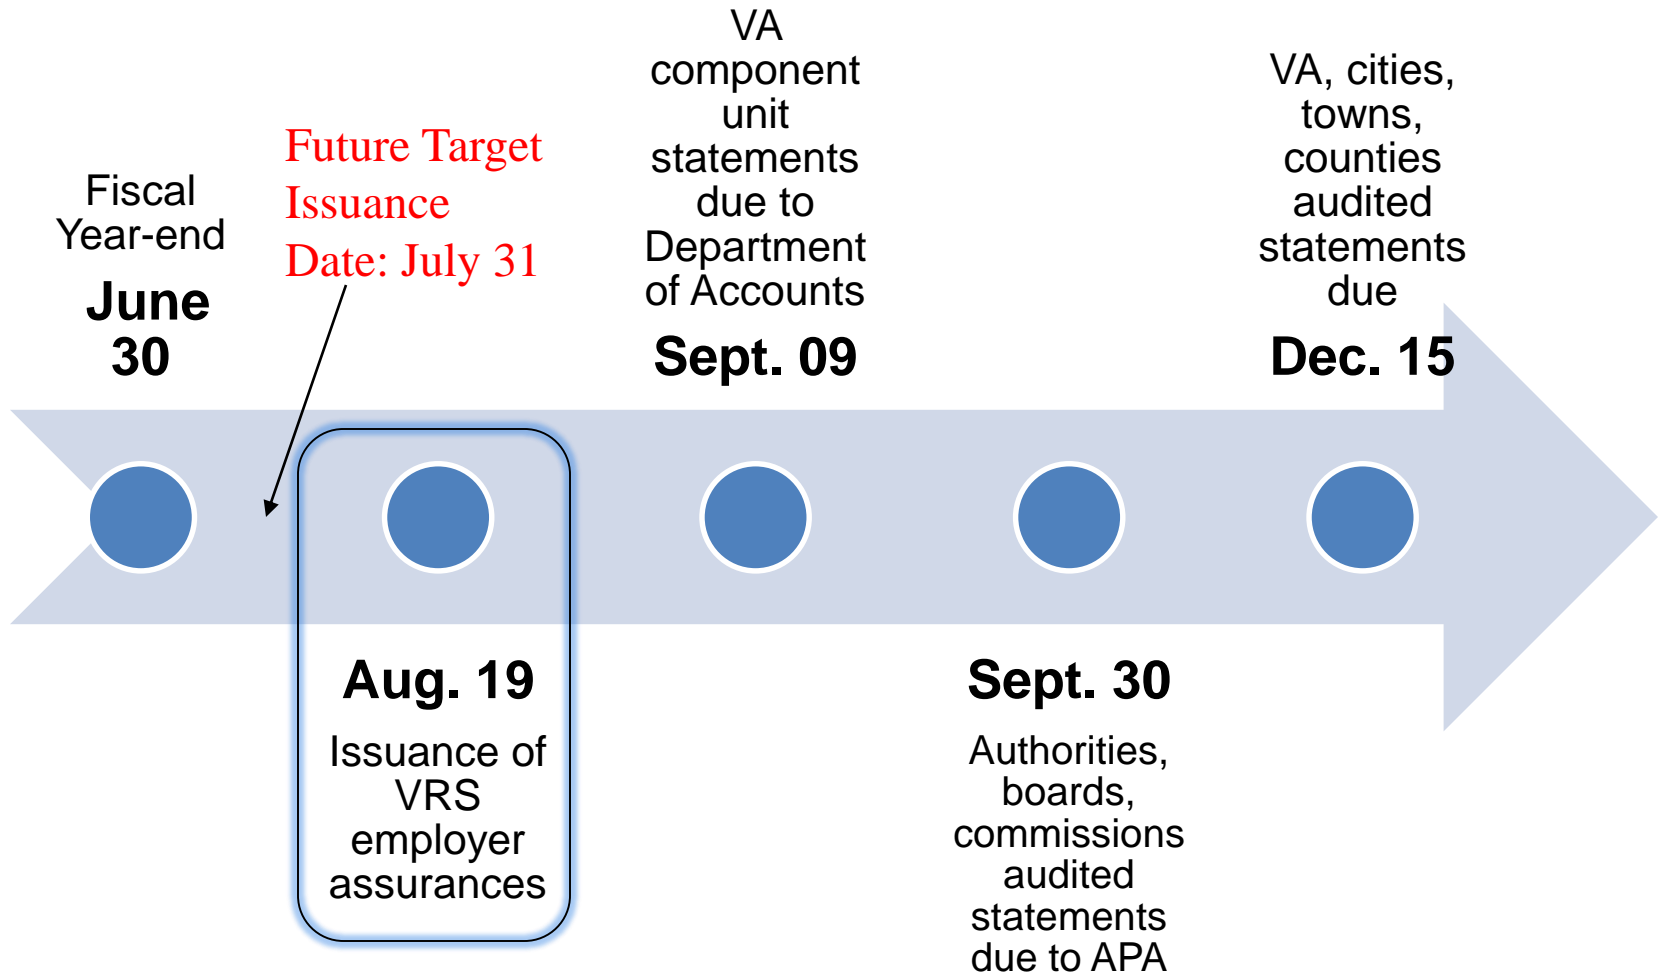 Fiscal
Year-end
June
30
Future Target
Issuance
Date: July 31
Aug. 19
Issuance of
VRS
employer
assurances
VA
component
unit
statements
due to
Department
of Accounts
Sept. 09
Sept. 30
Authorities,
boards,
commissions
audited
statements
due to APA
VA, cities,
towns,
counties
audited
statements
due
Dec. 15